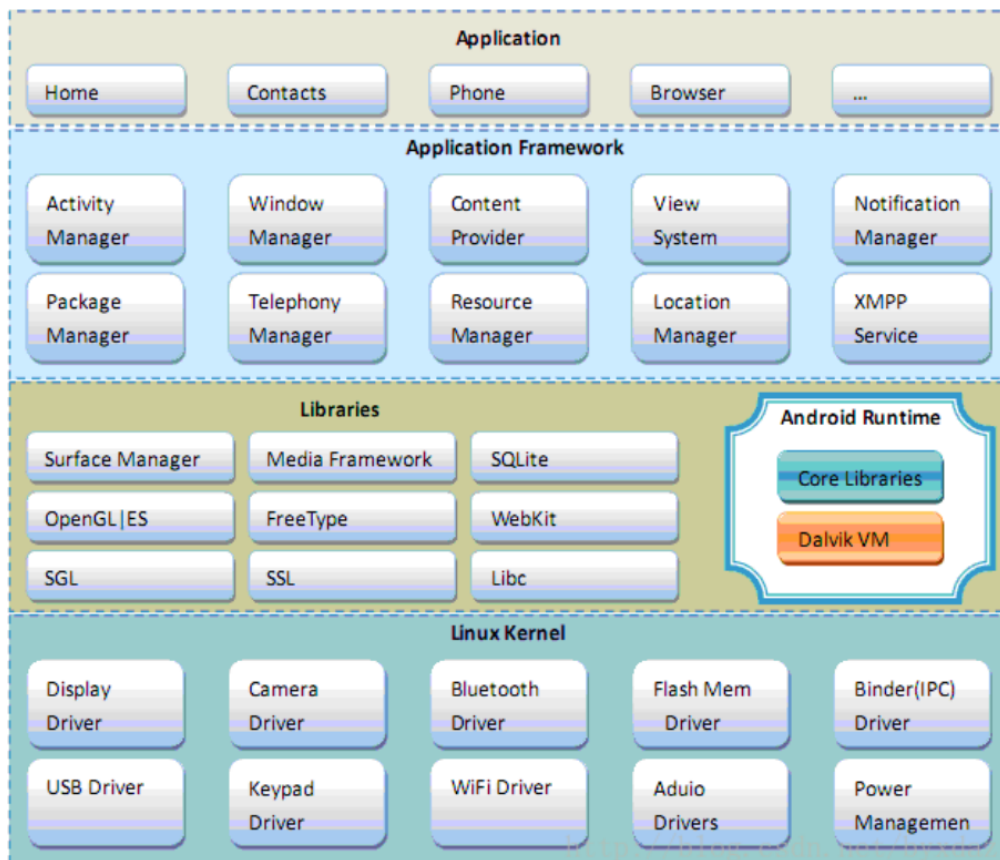 Application
Home
Contacts
Phone
Browser
...
Application Framework
Activity
Manager
Window
Manager
Content
Provider
View
System
Notification
Manager
Package
Manager
Telephony
Manager
Resource
Manager
Location
Manager
XMPP
Service
Libraries
Surface Manager
Media Framework
SQLite
OpenGL|ES
FreeType
WebKit
SGL
SSL
Libc
Android Runtime
Core Libraries
Dalvik VM
Linux Kernel
Display
Driver
Camera
Driver
Bluetooth
Driver
Flash Mem
Driver
Binder(IPC)
Driver
USB Driver
Keypad
Driver
WiFi Driver
Aduio
Drivers
Power
Managemen